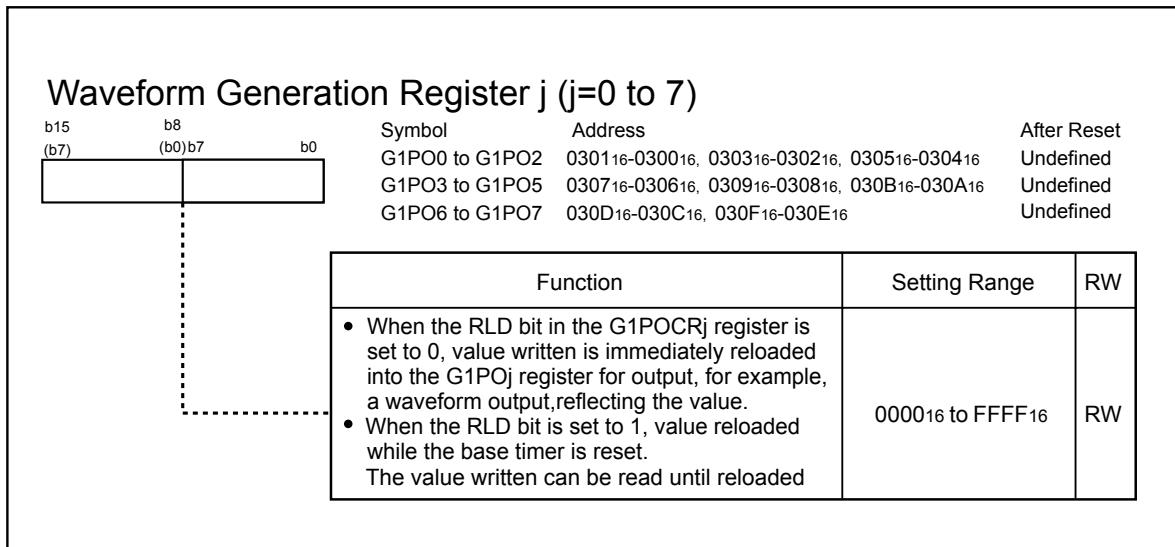 Waveform Generation Register j (j=0 to 7)
b15 b8
(b7) (b0) b7 b0
Symbol Address After Reset
G1PO0 to G1PO2 030116-030016, 030316-030216, 030516-030416 Undefined
G1PO3 to G1PO5 030716-030616, 030916-030816, 030B16-030A16 Undefined
G1PO6 to G1PO7 030D16-030C16, 030F16-030E16 Undefined
Function Setting Range RW
• When the RLD bit in the G1POCRj register is
set to 0, value written is immediately reloaded
into the G1POj register for output, for example,
a waveform output,reflecting the value.
• When the RLD bit is set to 1, value reloaded
while the base timer is reset.
The value written can be read until reloaded
000016 to FFFF16 RW